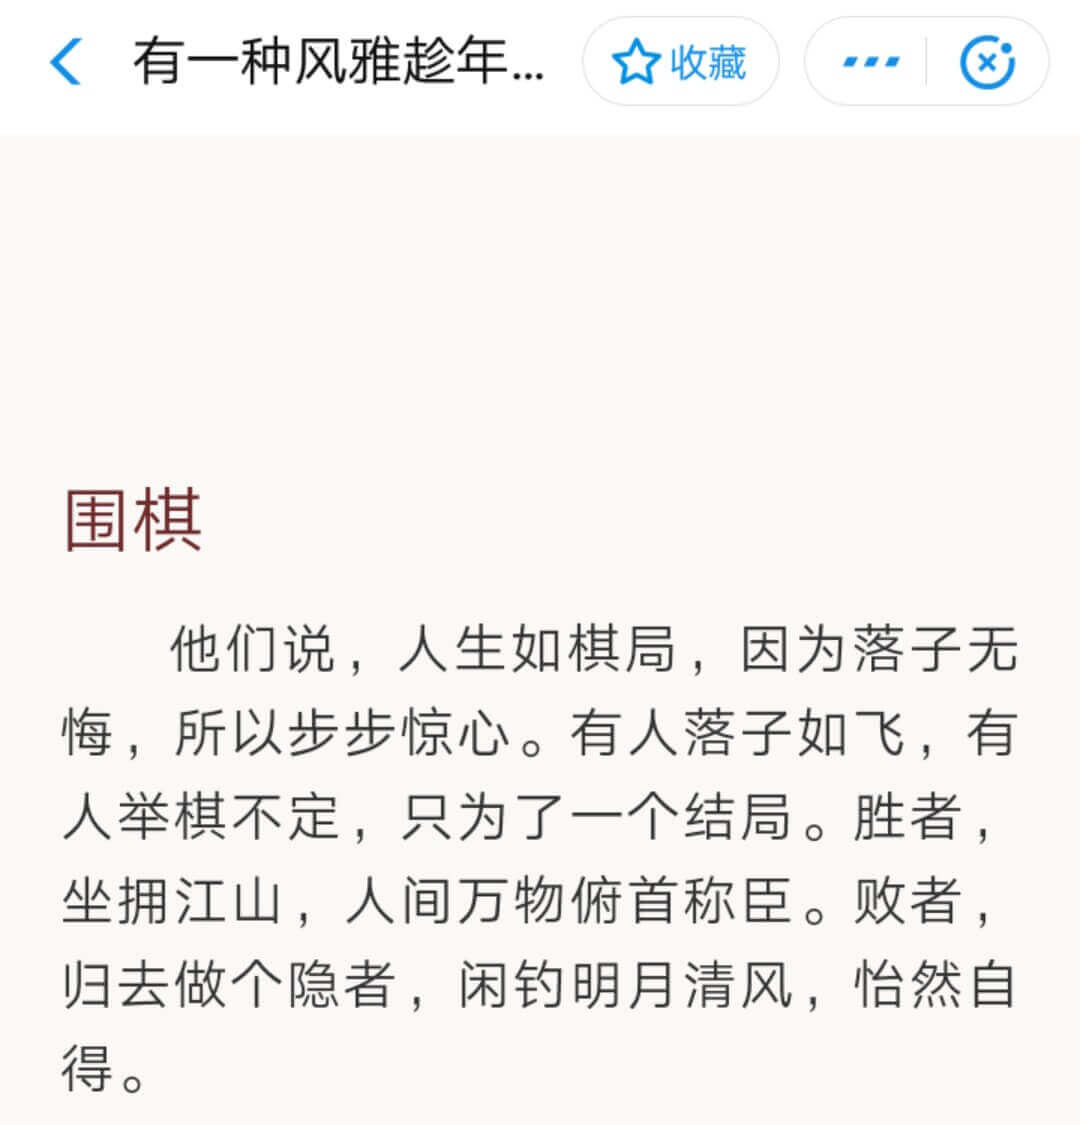 有一种风雅趁年...
收藏
围棋
他们说，人生如棋局，因为落子无
悔，所以步步惊心。有人落子如飞，有
人举棋不定，只为了一个结局。胜者，
坐拥江山，人间万物俯首称臣。败者，
归去做个隐者，闲钓明月清风，怡然自
得。